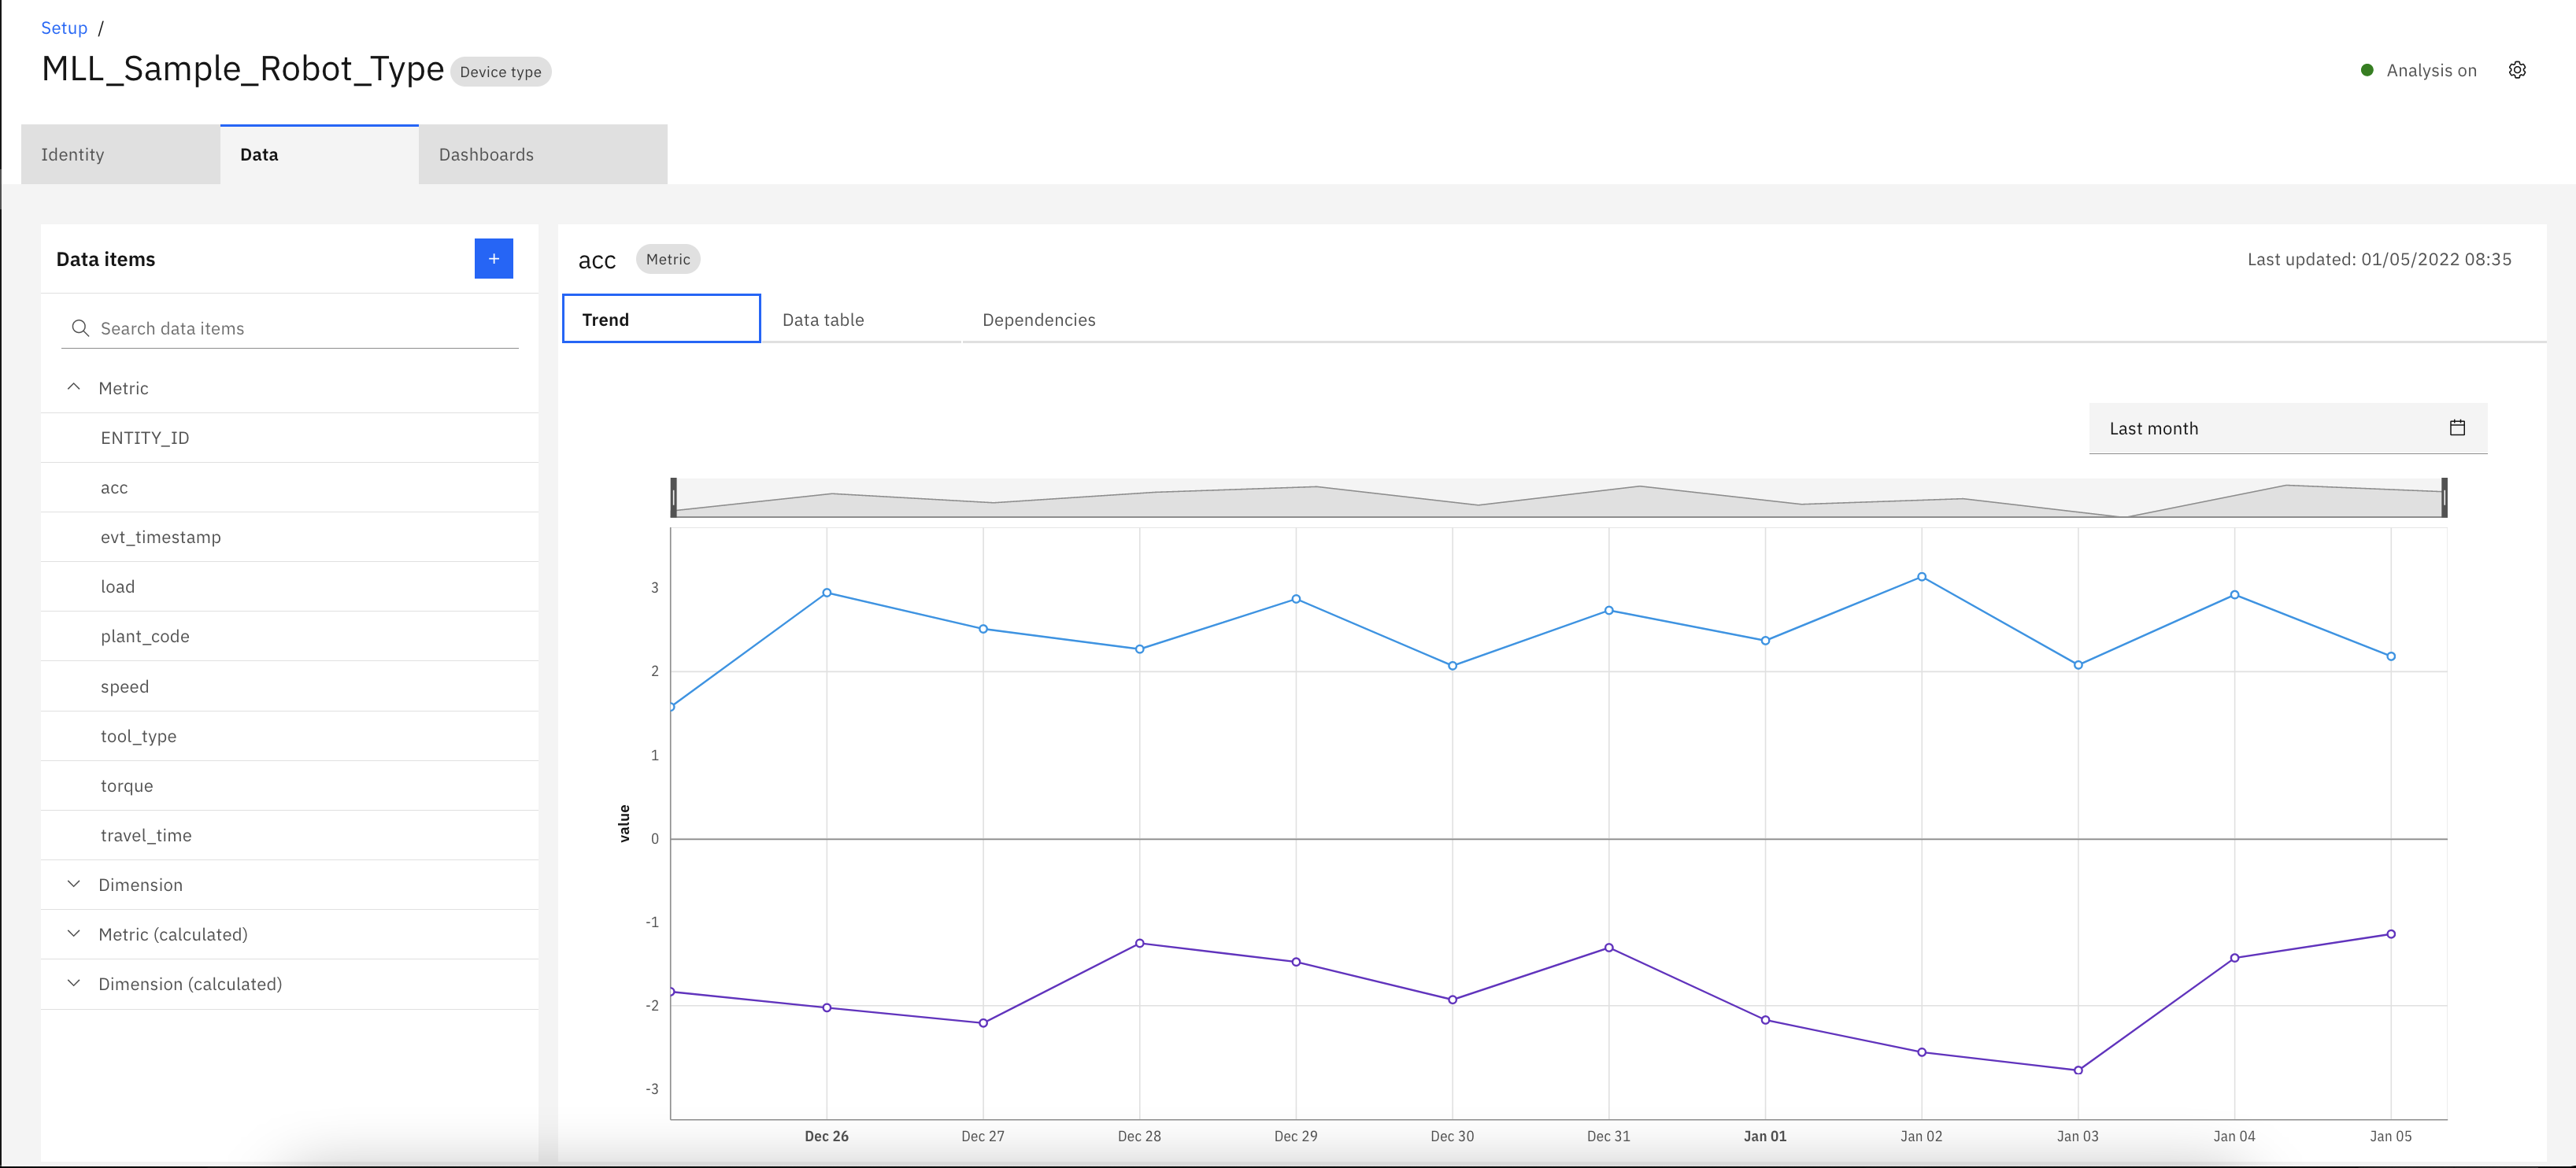 Setup /
MLL_Sample_Robot_Type Device type
Analysis on
Identity Data Dashboards
Data items +
Search data items
Metric
ENTITY_ID
acc
evt_timestamp
load
plant_code
speed
tool_type
torque
travel_time
Dimension
Metric (calculated)
Dimension (calculated)
acc Metric
Last updated: 01/05/2022 08:35
Trend Data table Dependencies
Last month
value
3
2
1
0
-1
-2
-3
Dec 26 Dec 27 Dec 28 Dec 29 Dec 30 Dec 31 Jan 01 Jan 02 Jan 03 Jan 04 Jan 05